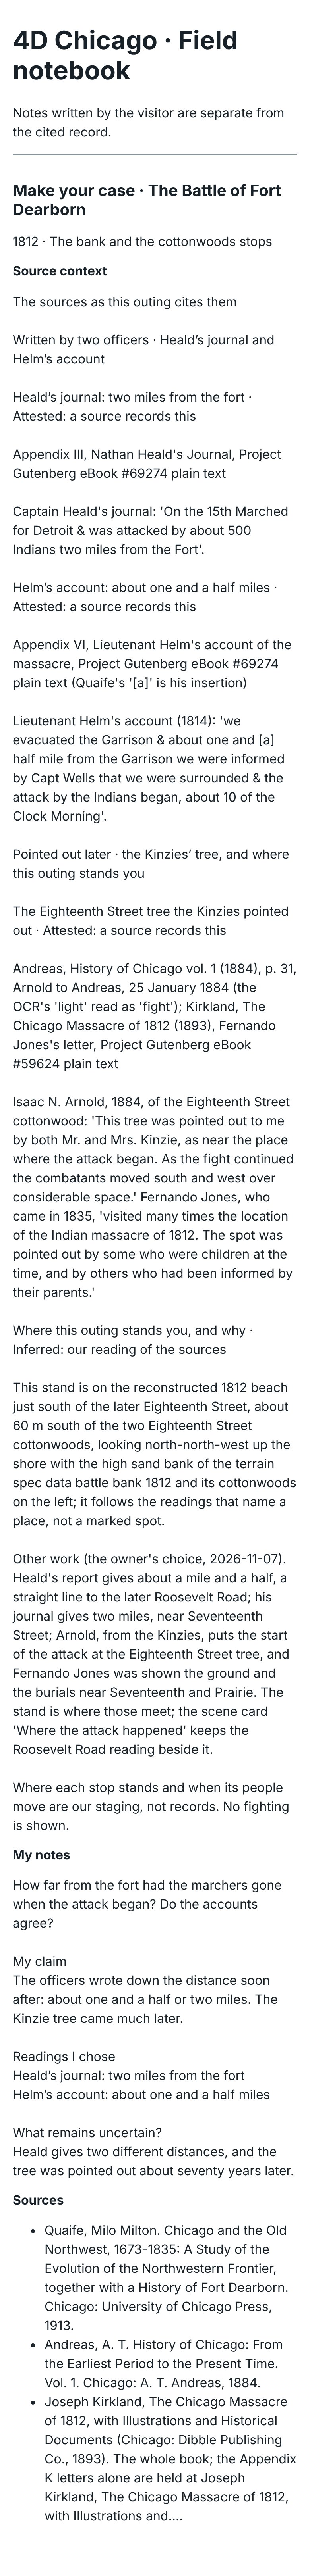 4D Chicago · Field
notebook
Notes written by the visitor are separate from
the cited record.
Make your case · The Battle of Fort
Dearborn
1812 · The bank and the cottonwoods stops
Source context
The sources as this outing cites them
Written by two officers · Heald’s journal and
Helm’s account
Heald’s journal: two miles from the fort ·
Attested: a source records this
Appendix III, Nathan Heald's Journal, Project
Gutenberg eBook #69274 plain text
Captain Heald's journal: 'On the 15th Marched
for Detroit & was attacked by about 500
Indians two miles from the Fort'.
Helm’s account: about one and a half miles ·
Attested: a source records this
Appendix VI, Lieutenant Helm's account of the
massacre, Project Gutenberg eBook #69274
plain text (Quaife's '[a]' is his insertion)
Lieutenant Helm's account (1814): 'we
evacuated the Garrison & about one and [a]
half mile from the Garrison we were informed
by Capt Wells that we were surrounded & the
attack by the Indians began, about 10 of the
Clock Morning'.
Pointed out later · the Kinzies’ tree, and where
this outing stands you
The Eighteenth Street tree the Kinzies pointed
out · Attested: a source records this
Andreas, History of Chicago vol. 1 (1884), p. 31,
Arnold to Andreas, 25 January 1884 (the
OCR's 'light' read as 'fight'); Kirkland, The
Chicago Massacre of 1812 (1893), Fernando
Jones's letter, Project Gutenberg eBook
#59624 plain text
Isaac N. Arnold, 1884, of the Eighteenth Street
cottonwood: 'This tree was pointed out to me
by both Mr. and Mrs. Kinzie, as near the place
where the attack began. As the fight continued
the combatants moved south and west over
considerable space.' Fernando Jones, who
came in 1835, 'visited many times the location
of the Indian massacre of 1812. The spot was
pointed out by some who were children at the
time, and by others who had been informed by
their parents.'
Where this outing stands you, and why ·
Inferred: our reading of the sources
This stand is on the reconstructed 1812 beach
just south of the later Eighteenth Street, about
60 m south of the two Eighteenth Street
cottonwoods, looking north-north-west up the
shore with the high sand bank of the terrain
spec data battle bank 1812 and its cottonwoods
on the left; it follows the readings that name a
place, not a marked spot.
Other work (the owner's choice, 2026-11-07).
Heald's report gives about a mile and a half, a
straight line to the later Roosevelt Road; his
journal gives two miles, near Seventeenth
Street; Arnold, from the Kinzies, puts the start
of the attack at the Eighteenth Street tree, and
Fernando Jones was shown the ground and
the burials near Seventeenth and Prairie. The
stand is where those meet; the scene card
'Where the attack happened' keeps the
Roosevelt Road reading beside it.
Where each stop stands and when its people
move are our staging, not records. No fighting
is shown.
My notes
How far from the fort had the marchers gone
when the attack began? Do the accounts
agree?
My claim
The officers wrote down the distance soon
after: about one and a half or two miles. The
Kinzie tree came much later.
Readings I chose
Heald’s journal: two miles from the fort
Helm’s account: about one and a half miles
What remains uncertain?
Heald gives two different distances, and the
tree was pointed out about seventy years later.
Sources
• Quaife, Milo Milton. Chicago and the Old
Northwest, 1673-1835: A Study of the
Evolution of the Northwestern Frontier,
together with a History of Fort Dearborn.
Chicago: University of Chicago Press,
1913.
• Andreas, A. T. History of Chicago: From
the Earliest Period to the Present Time.
Vol. 1. Chicago: A. T. Andreas, 1884.
• Joseph Kirkland, The Chicago Massacre
of 1812, with Illustrations and Historical
Documents (Chicago: Dibble Publishing
Co., 1893). The whole book; the Appendix
K letters alone are held at Joseph
Kirkland, The Chicago Massacre of 1812,
with Illustrations and....